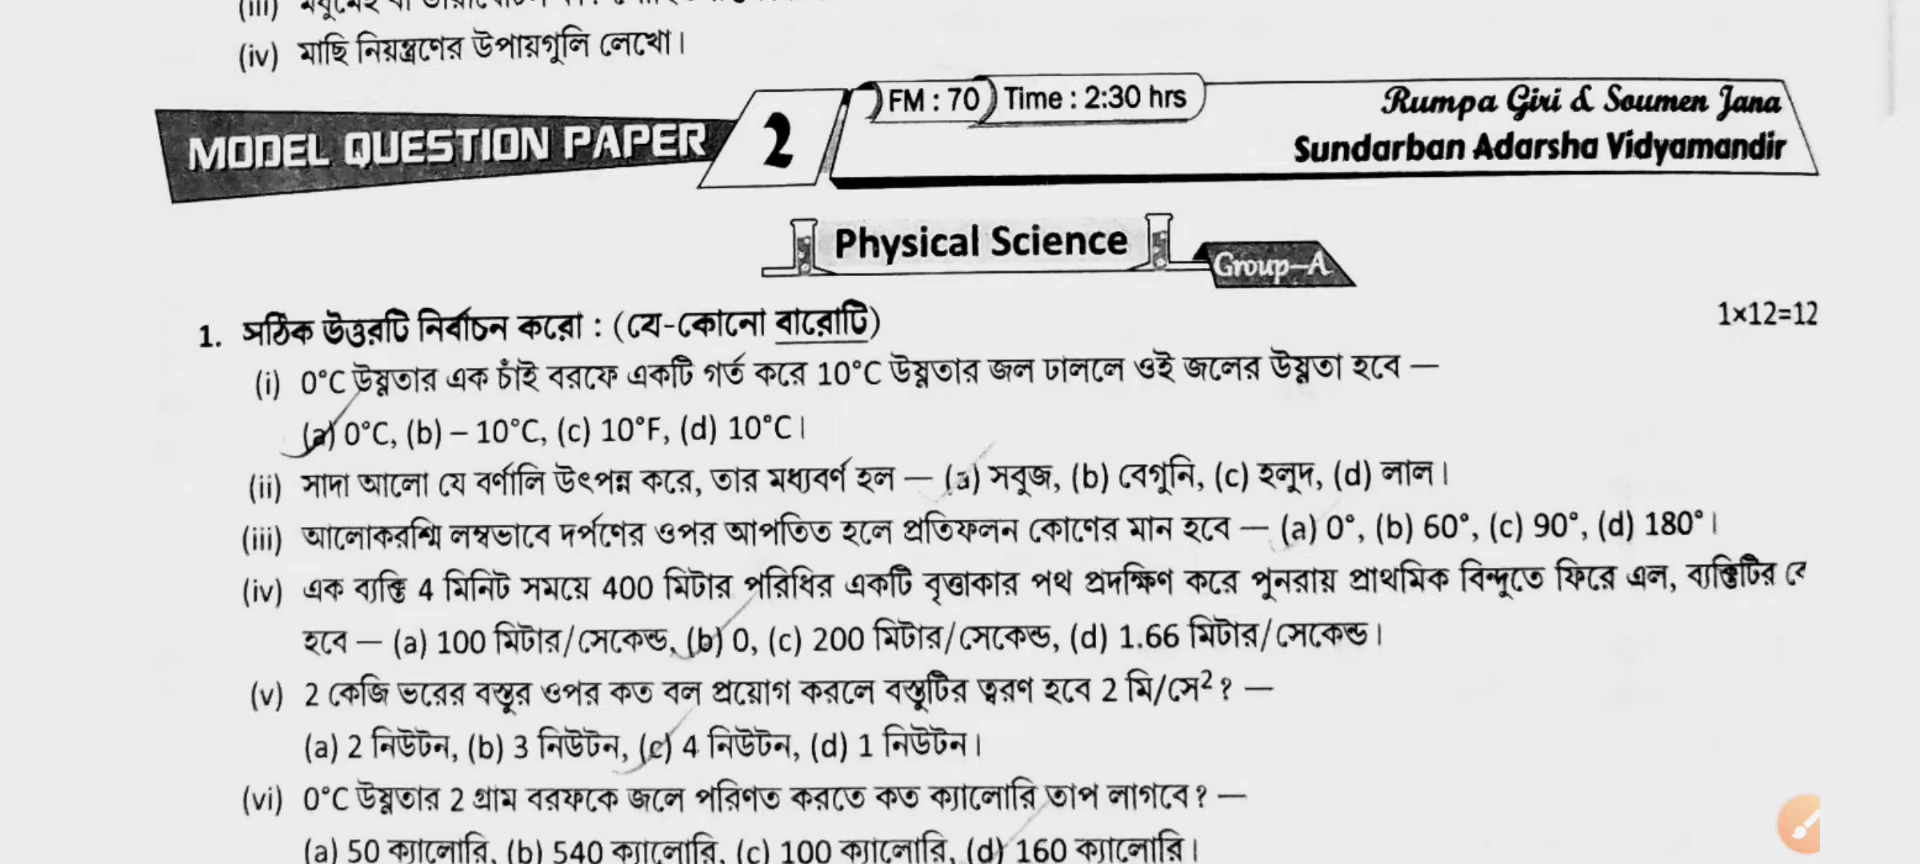 (iv) মাছি নিয়ন্ত্রণের উপায়গুলি লেখো।
MODEL QUESTION PAPER 2 FM : 70 Time : 2:30 hrs Rumpa Giri & Soumen Jana
Sundarban Adarsha Vidyamandir
Physical Science
Group–A
1. সঠিক উত্তরটি নির্বাচন করো : (যে-কোনো বারোটি) 1×12=12
(i) 0°C উষ্ণতার এক চাঁই বরফে একটি গর্ত করে 10°C উষ্ণতার জল ঢাললে ওই জলের উষ্ণতা হবে —
(a) 0°C, (b) – 10°C, (c) 10°F, (d) 10°C।
(ii) সাদা আলো যে বর্ণালি উৎপন্ন করে, তার মধ্যবর্ণ হল — (a) সবুজ, (b) বেগুনি, (c) হলুদ, (d) লাল।
(iii) আলোকরশ্মি লম্বভাবে দর্পণের ওপর আপতিত হলে প্রতিফলন কোণের মান হবে — (a) 0°, (b) 60°, (c) 90°, (d) 180°।
(iv) এক ব্যক্তি 4 মিনিট সময়ে 400 মিটার পরিধির একটি বৃত্তাকার পথ প্রদক্ষিণ করে পুনরায় প্রাথমিক বিন্দুতে ফিরে এল, ব্যক্তিটির
হবে — (a) 100 মিটার/সেকেন্ড, (b) 0, (c) 200 মিটার/সেকেন্ড, (d) 1.66 মিটার/সেকেন্ড।
(v) 2 কেজি ভরের বস্তুর ওপর কত বল প্রয়োগ করলে বস্তুটির ত্বরণ হবে 2 মি/সে² ? —
(a) 2 নিউটন, (b) 3 নিউটন, (c) 4 নিউটন, (d) 1 নিউটন।
(vi) 0°C উষ্ণতার 2 গ্রাম বরফকে জলে পরিণত করতে কত ক্যালোরি তাপ লাগবে ? —
(a) 50 ক্যালোরি, (b) 540 ক্যালোরি, (c) 100 ক্যালোরি, (d) 160 ক্যালোরি।